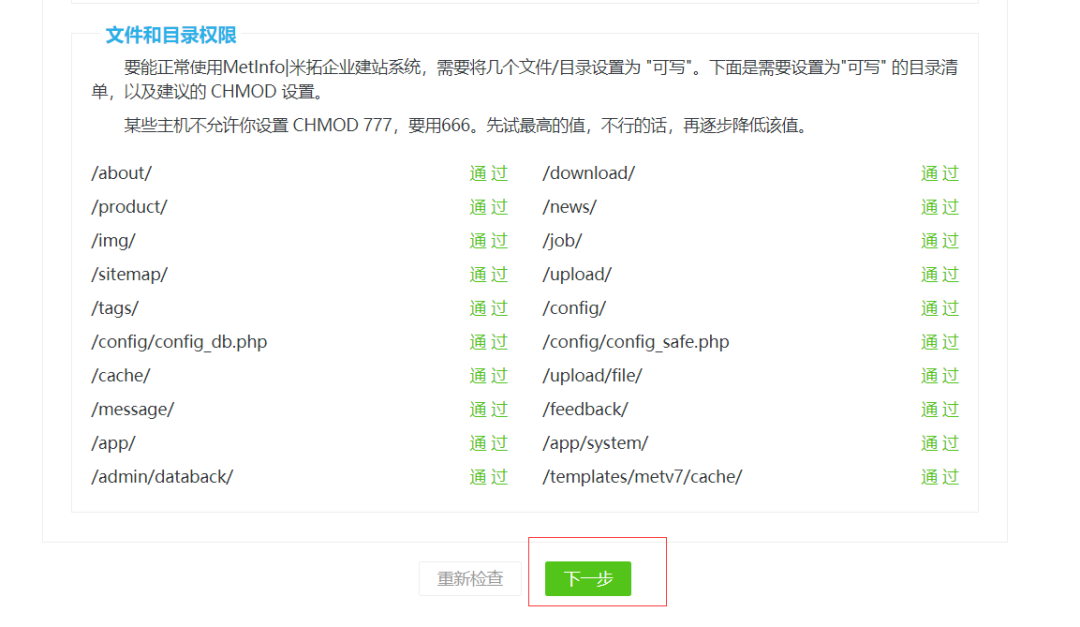 文件和目录权限
要能正常使用MetInfo|米拓企业建站系统，需要将几个文件/目录设置为 "可写"。下面是需要设置为"可写" 的目录清
单，以及建议的 CHMOD 设置。
某些主机不允许你设置 CHMOD 777，要用666。先试最高的值，不行的话，再逐步降低该值。
/about/ 通过 /download/ 通过
/product/ 通过 /news/ 通过
/img/ 通过 /job/ 通过
/sitemap/ 通过 /upload/ 通过
/tags/ 通过 /config/ 通过
/config/config_db.php 通过 /config/config_safe.php 通过
/cache/ 通过 /upload/file/ 通过
/message/ 通过 /feedback/ 通过
/app/ 通过 /app/system/ 通过
/admin/databack/ 通过 /templates/metv7/cache/ 通过
重新检查 下一步